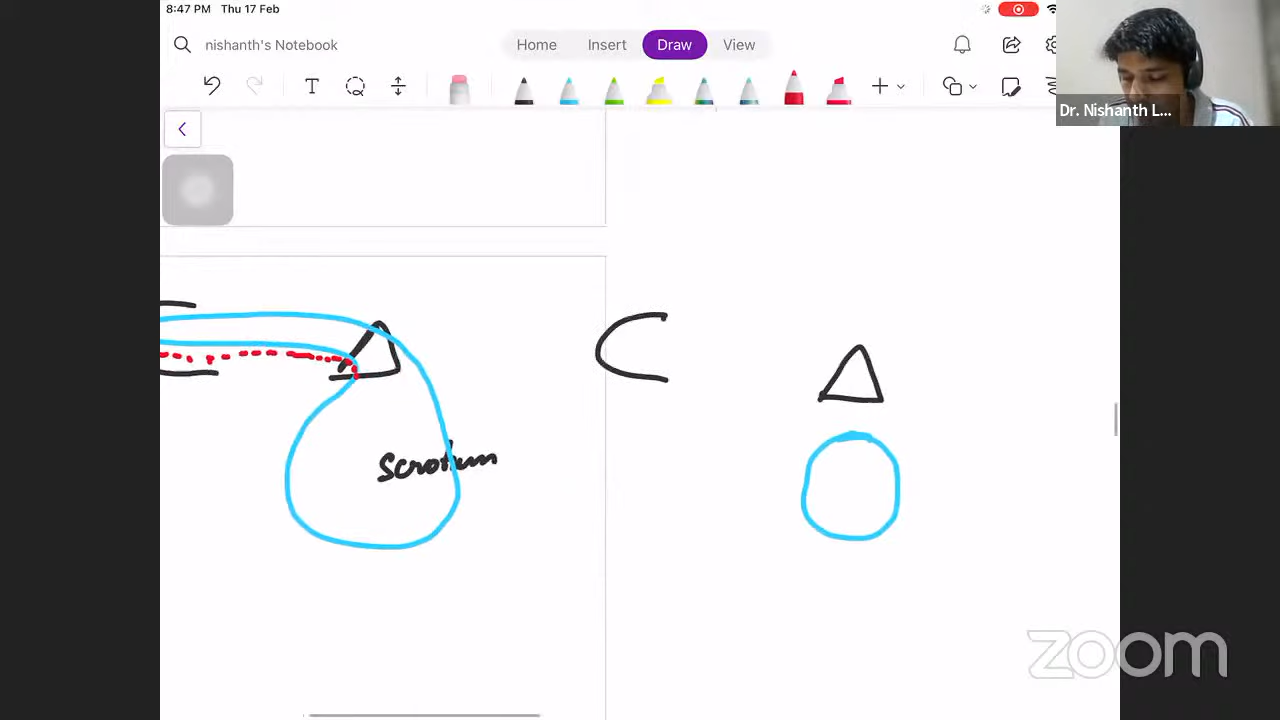 8:47 PM Thu 17 Feb
nishanth's Notebook
Home Insert Draw View
T
Dr. Nishanth L...
Scrotum
zoom